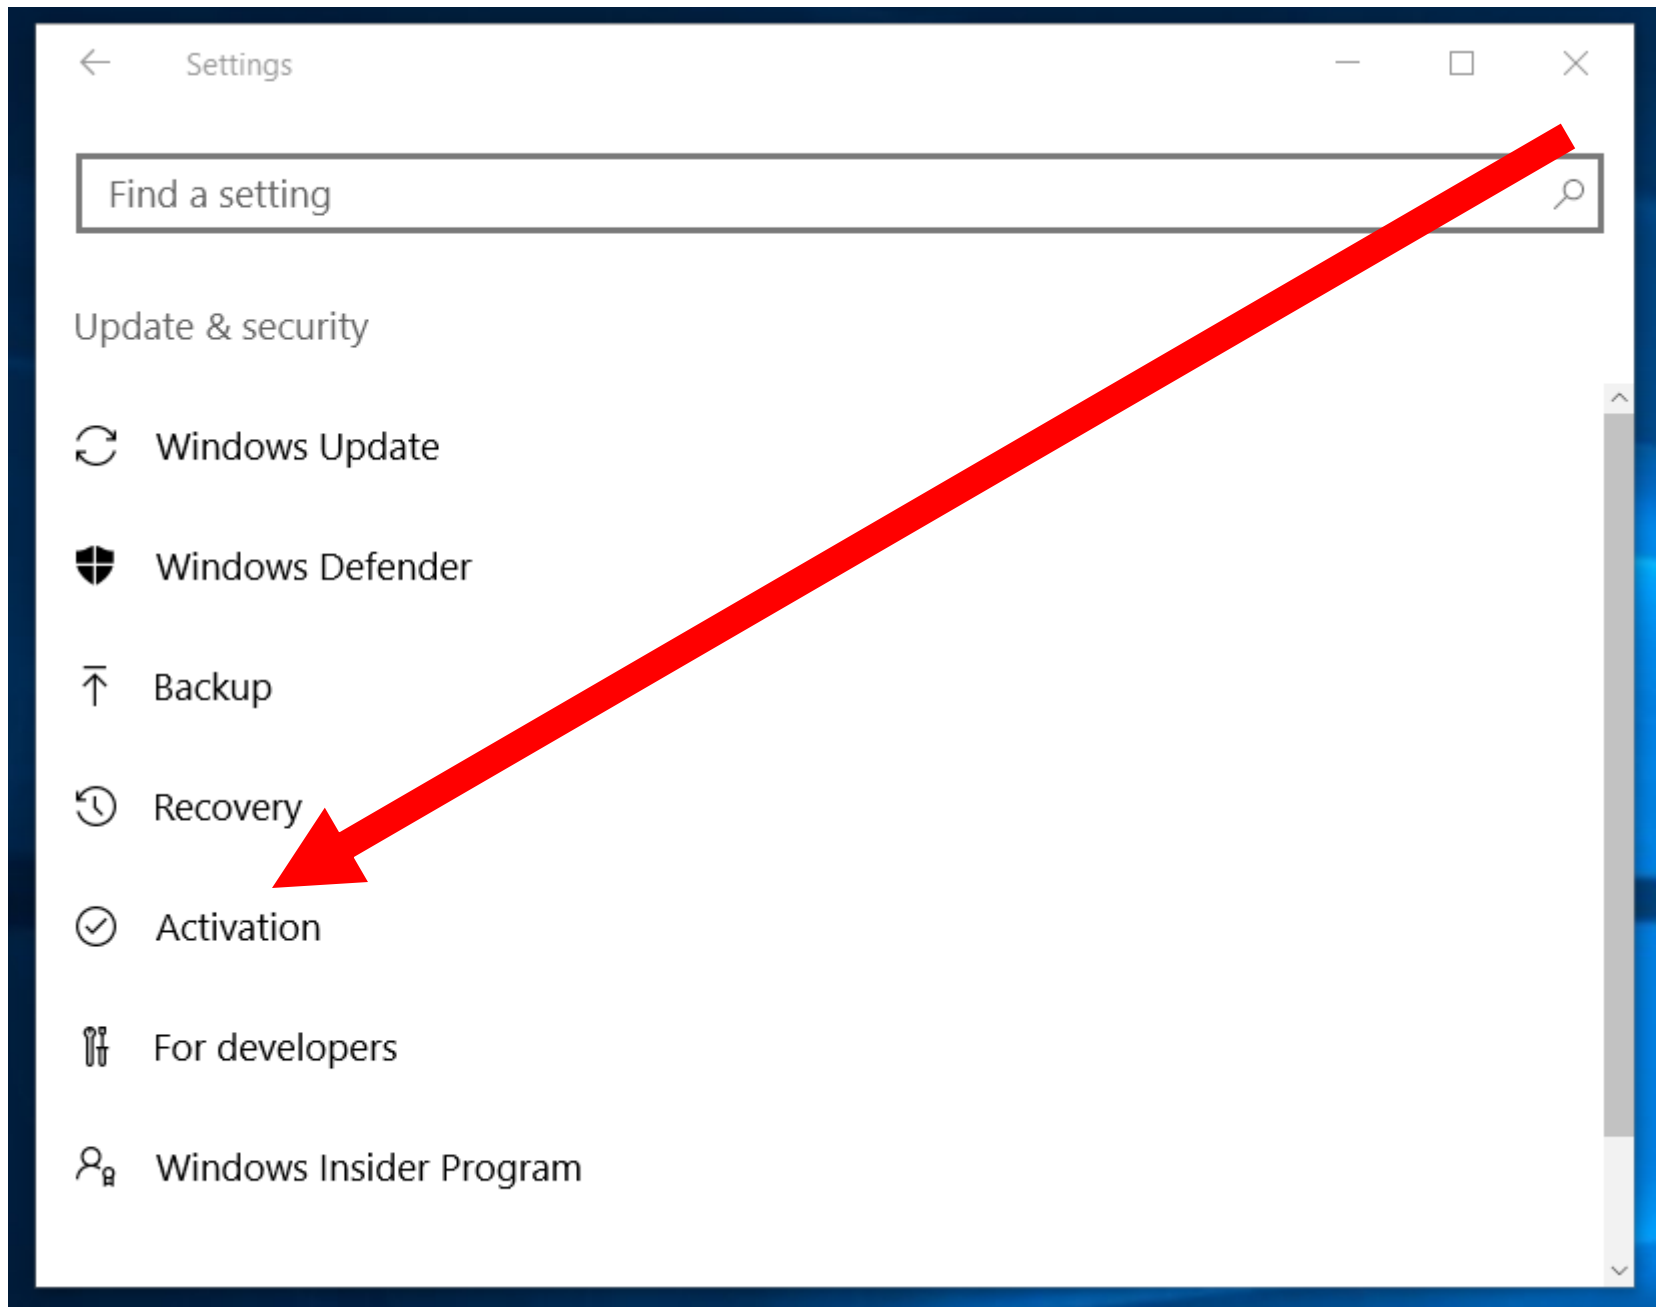 Settings
Find a setting
Update & security
Windows Update
Windows Defender
Backup
Recovery
Activation
For developers
Windows Insider Program